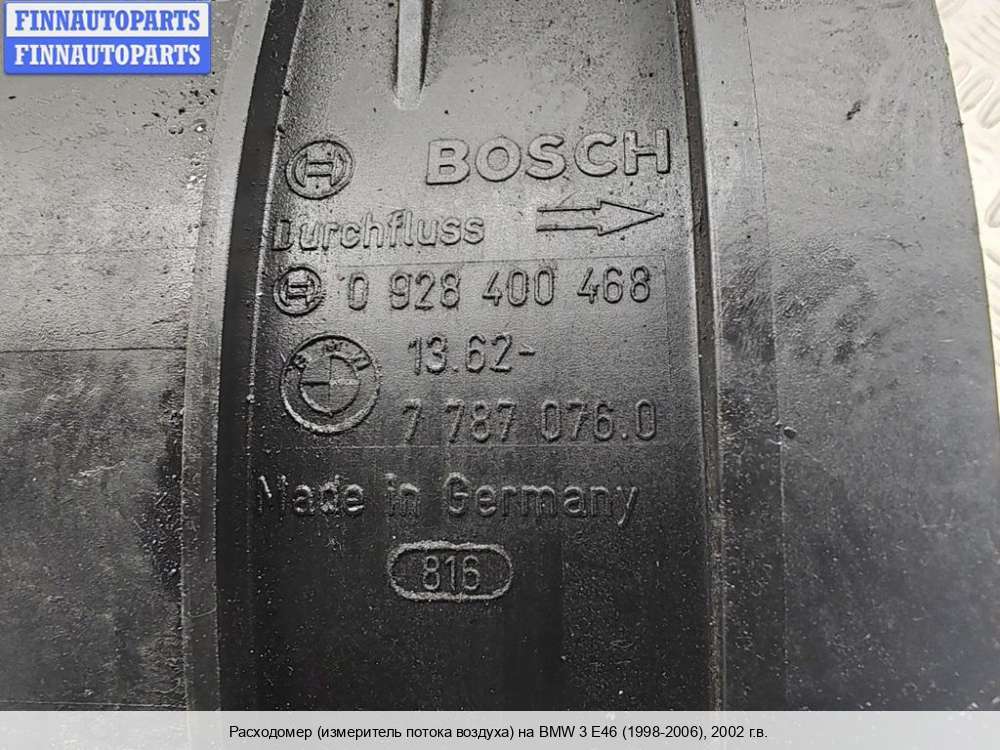 FINNAUTOPARTS
FINNAUTOPARTS
BOSCH
Durchfluss
0 928 400 468
BMW
13.62-
7 787 076.0
Made in Germany
816
Расходомер (измеритель потока воздуха) на BMW 3 E46 (1998-2006), 2002 г.в.